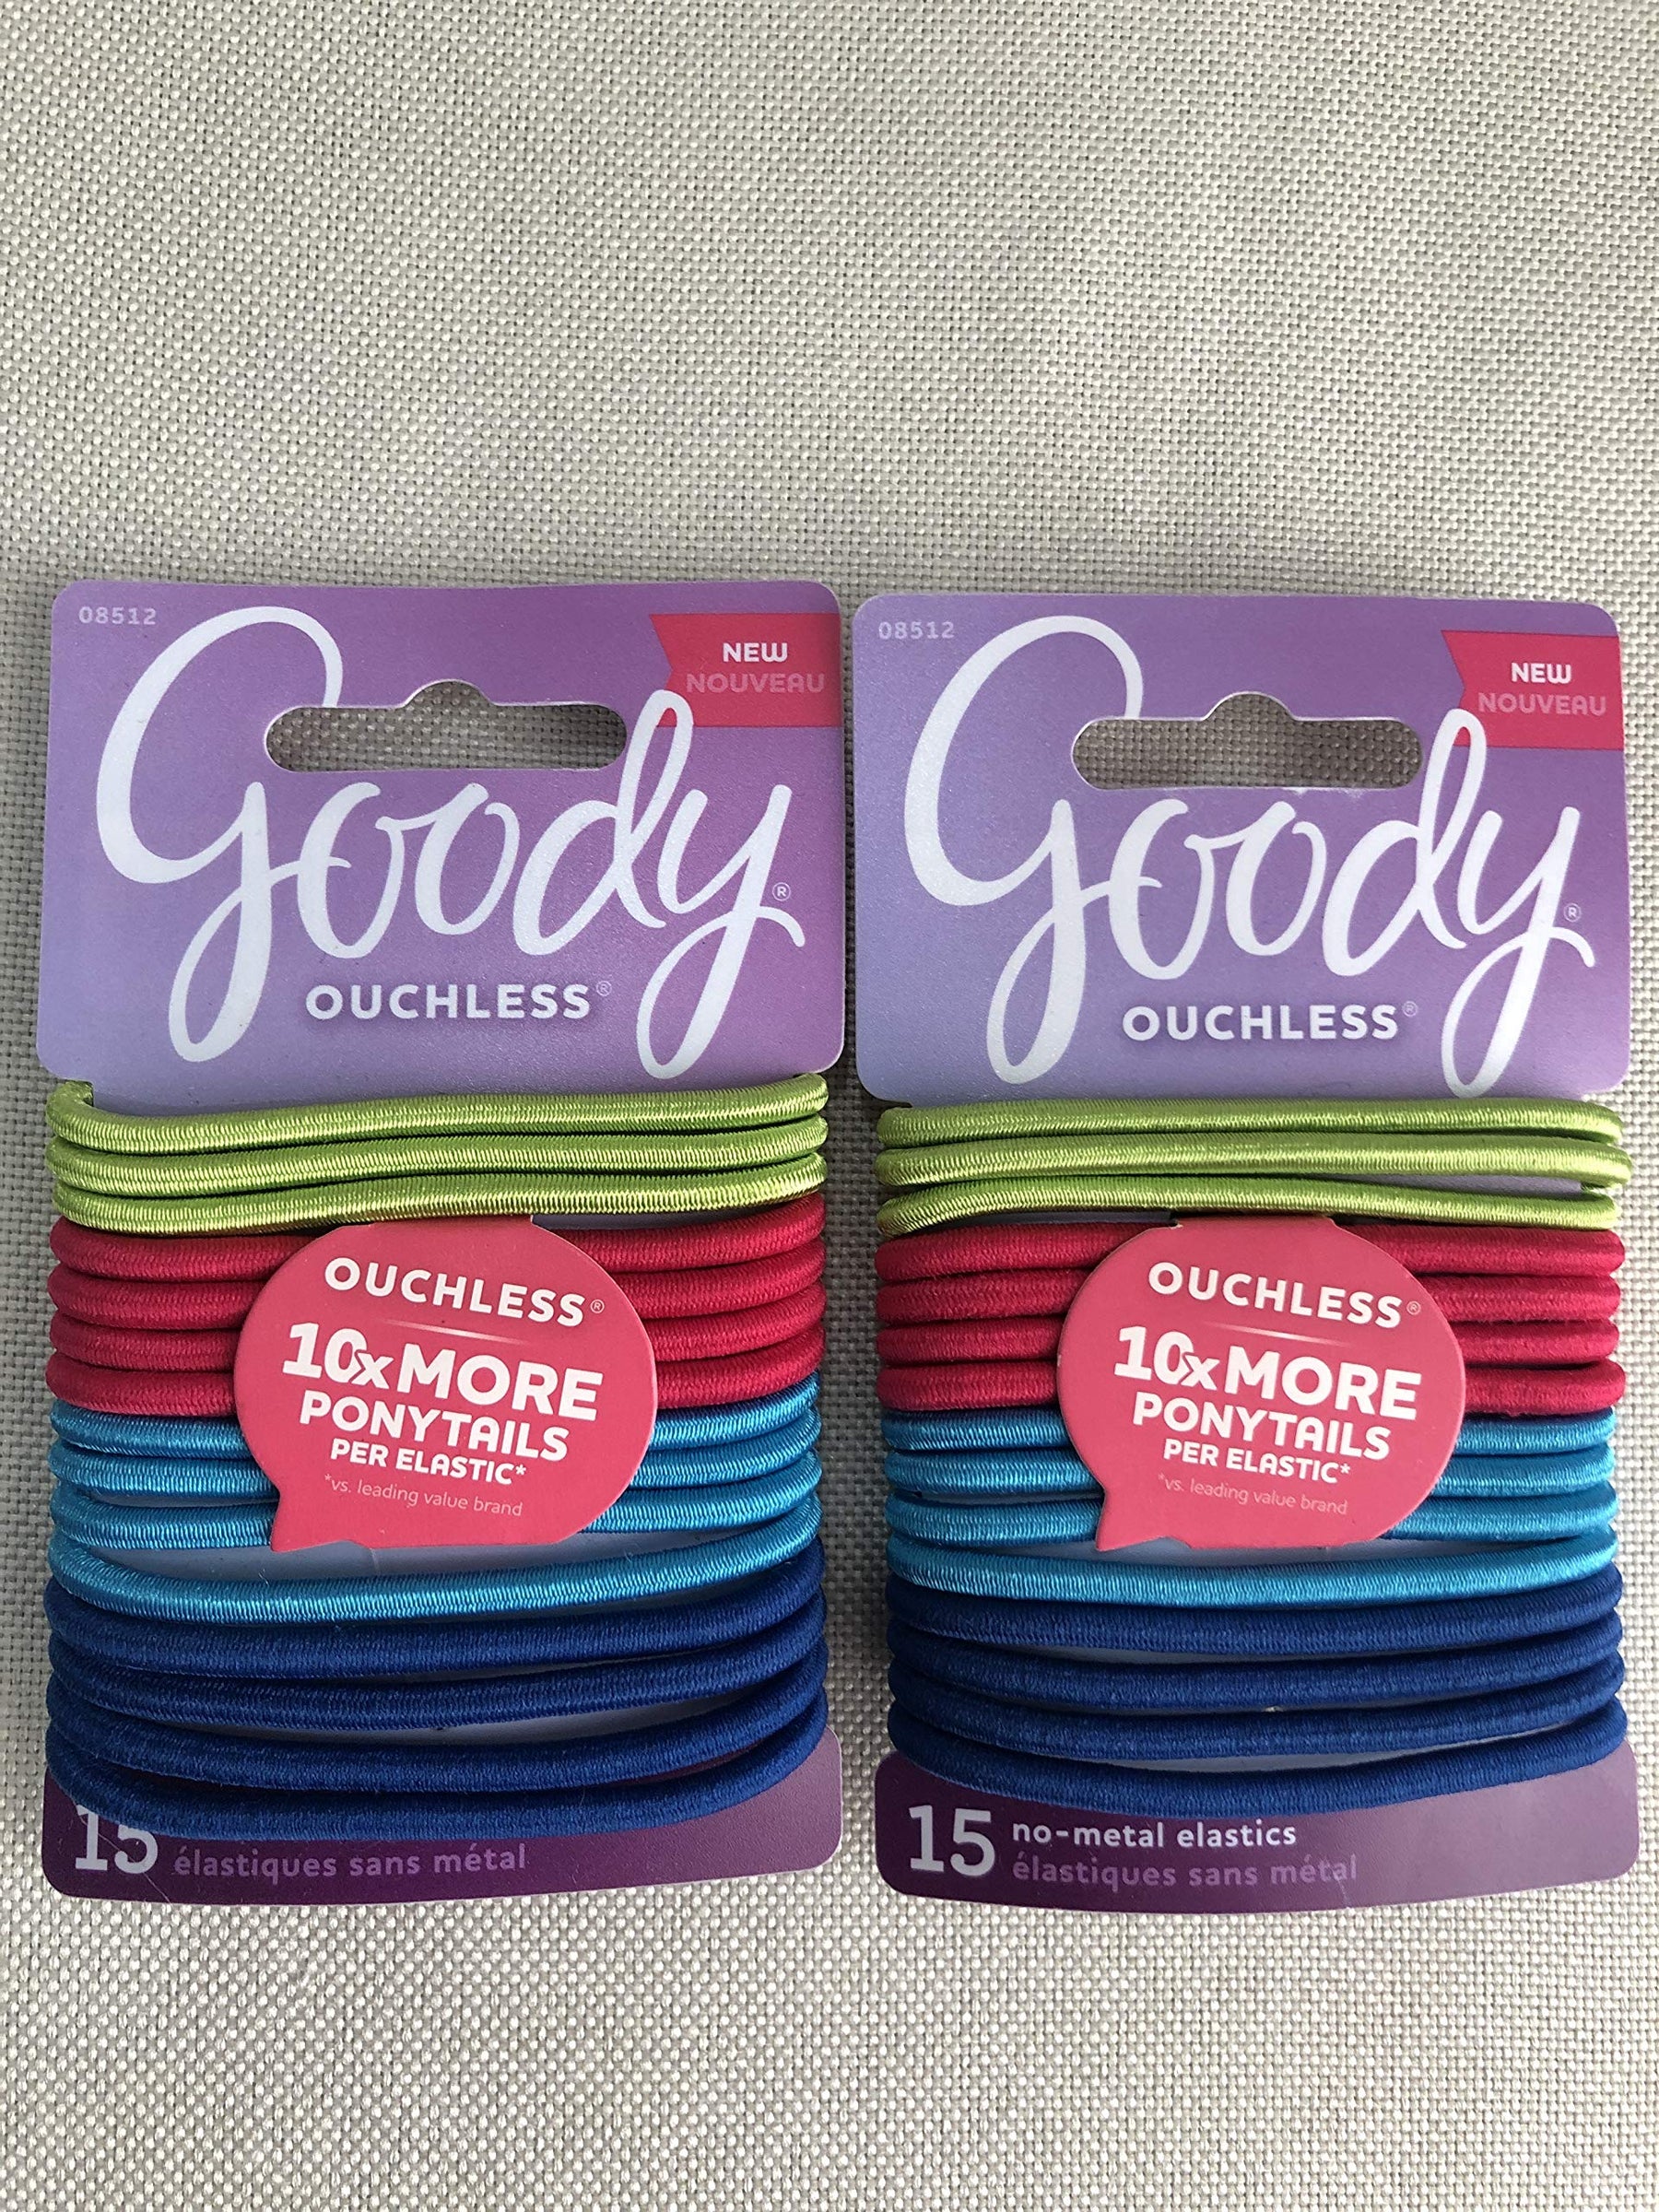 08512
NEW
NOUVEAU
Goody®
OUCHLESS®
OUCHLESS®
10x MORE
PONYTAILS
PER ELASTIC*
*vs. leading value brand
15
élastiques sans métal
08512
NEW
NOUVEAU
Goody®
OUCHLESS®
OUCHLESS®
10x MORE
PONYTAILS
PER ELASTIC*
*vs. leading value brand
15 no-metal elastics
élastiques sans métal